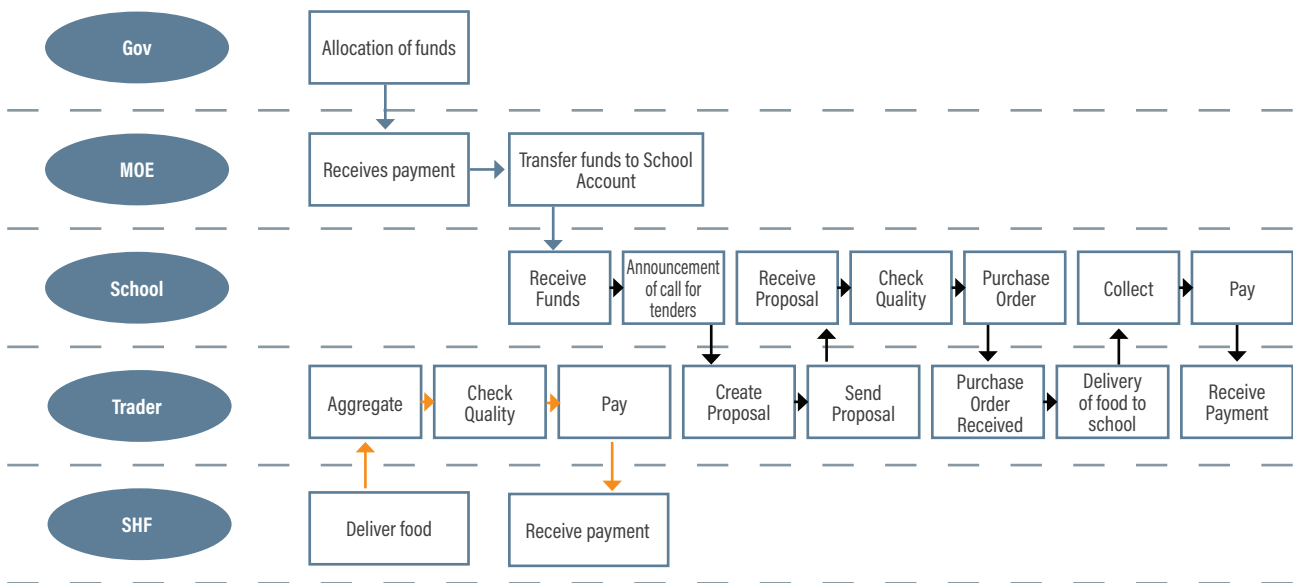 Gov
Allocation of funds
MOE
Receives payment
Transfer funds to School
Account
School
Receive
Funds
Announcement
of call for
tenders
Receive
Proposal
Check
Quality
Purchase
Order
Collect
Pay
Trader
Aggregate
Check
Quality
Pay
Create
Proposal
Send
Proposal
Purchase
Order
Received
Delivery
of food to
school
Receive
Payment
SHF
Deliver food
Receive payment